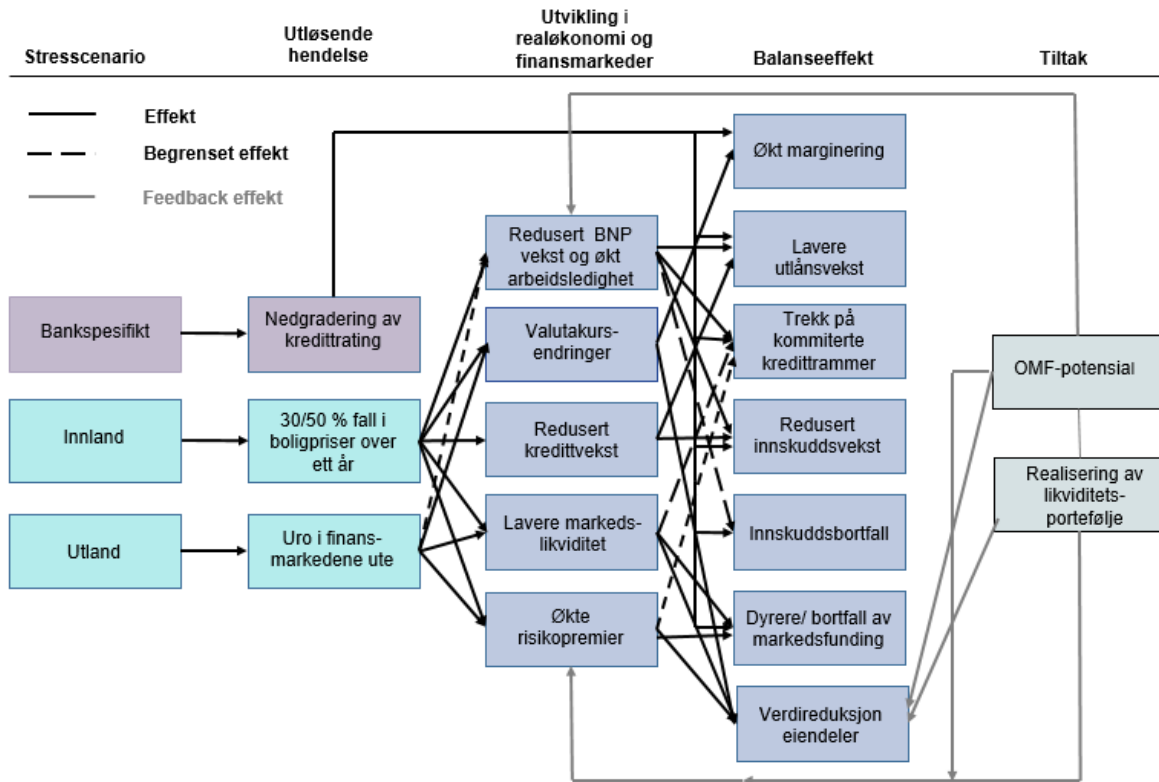 Stresscenario
Utløsende
hendelse
Utvikling i
realøkonomi og
finansmarkeder
Balanseeffekt
Tiltak
Effekt
Begrenset effekt
Feedback effekt
Bankspesifikt
Innland
Utland
Nedgradering av
kredittrating
30/50 % fall i
boligpriser over
ett år
Uro i finans-
markedene ute
Redusert BNP
vekst og økt
arbeidsledighet
Valutakurs-
endringer
Redusert
kredittvekst
Lavere markeds-
likviditet
Økte
risikopremier
Økt marginering
Lavere
utlånsvekst
Trekk på
kommiterte
kredittrammer
Redusert
innskuddsvekst
Innskuddsbortfall
Dyrere/ bortfall av
markedsfunding
Verdireduksjon
eiendeler
OMF-potensial
Realisering av
likviditets-
portefølje